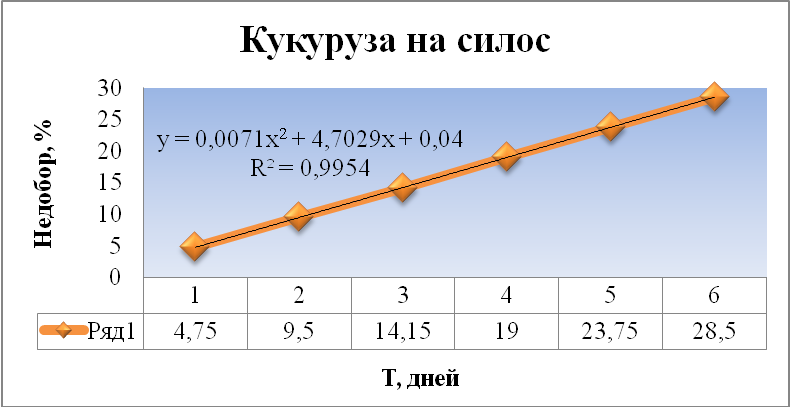 Кукуруза на силос
Недобор, %
30
25
20
15
10
5
0
y = 0,0071x² + 4,7029x + 0,04
R² = 0,9954
1 2 3 4 5 6
Ряд1 4,75 9,5 14,15 19 23,75 28,5
Т, дней